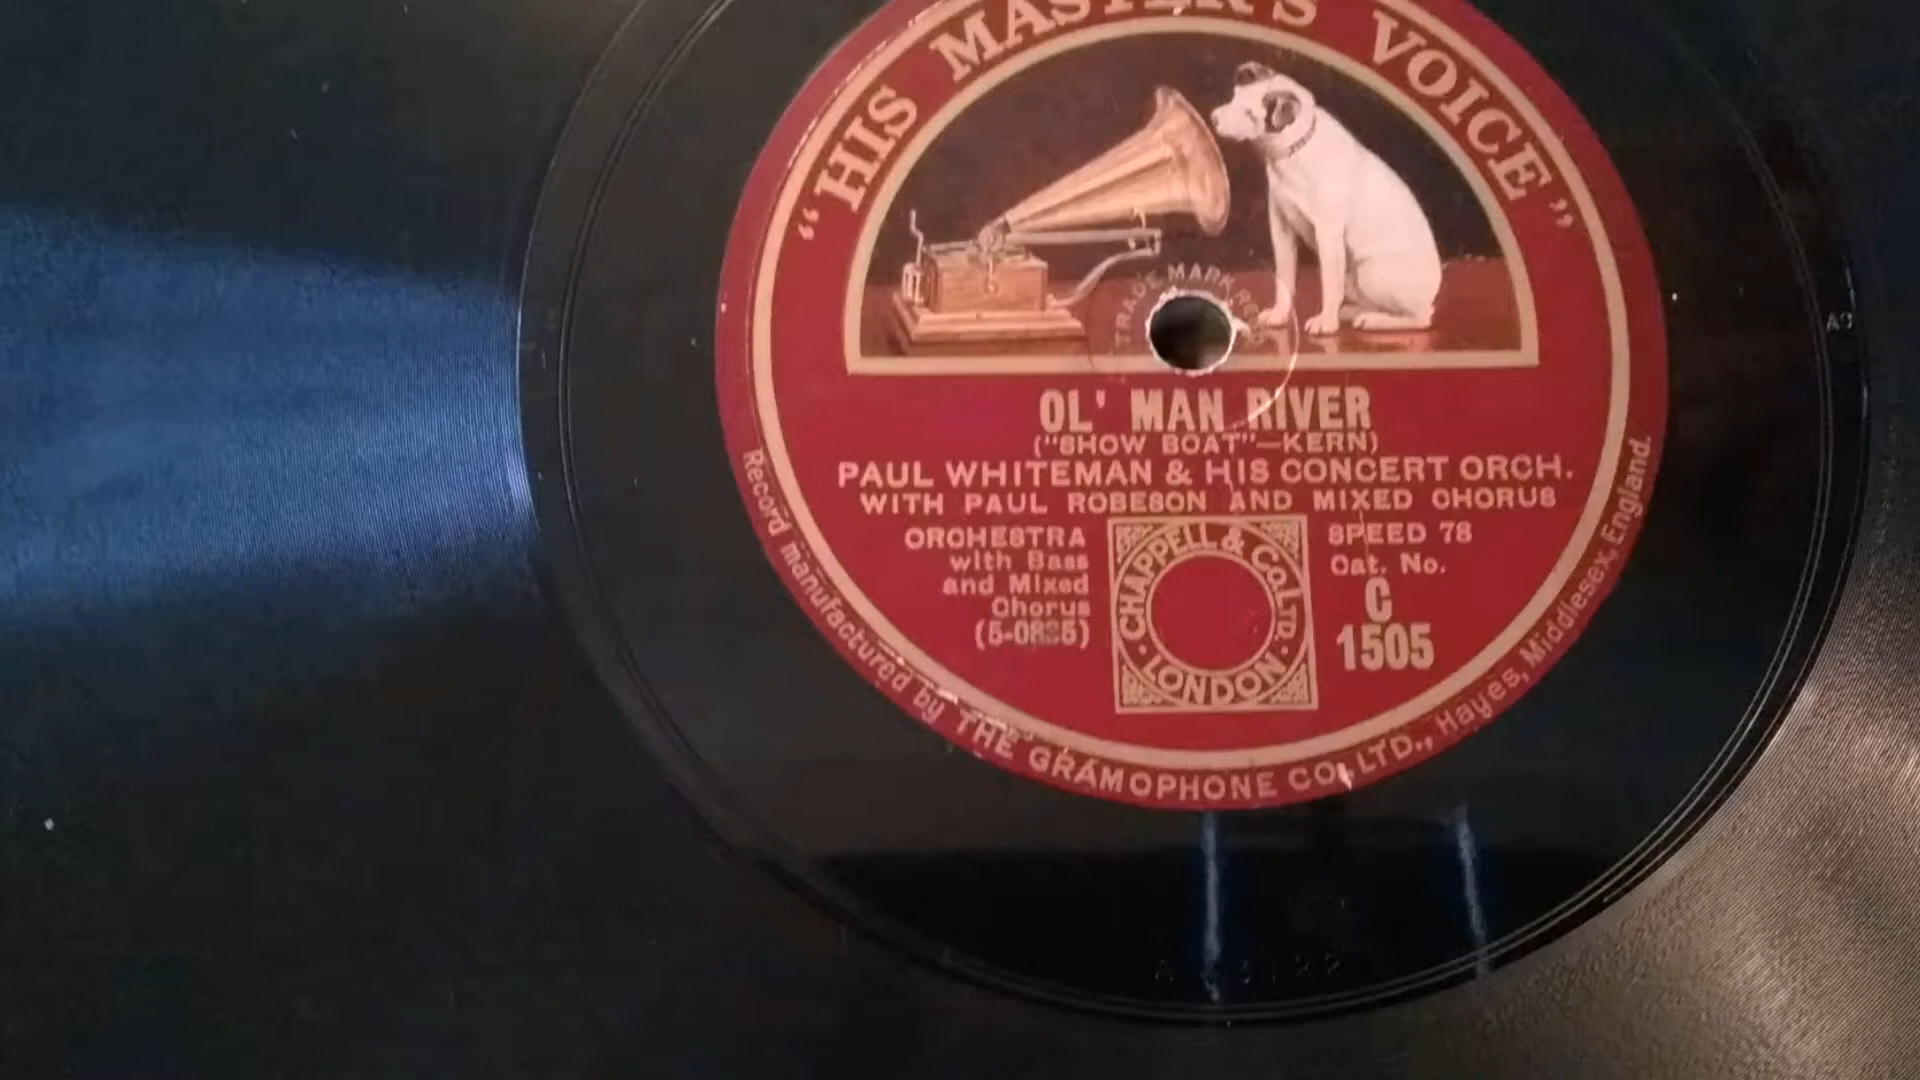 “HIS MASTER'S VOICE”
TRADE MARK
OL' MAN RIVER
("SHOW BOAT"—KERN)
PAUL WHITEMAN & HIS CONCERT ORCH.
WITH PAUL ROBESON AND MIXED CHORUS
ORCHESTRA
with Bass
and Mixed
Chorus
CHAPPELL & Co. LTD.
LONDON
SPEED 78
Cat. No.
C
1505
Record manufactured by THE GRAMOPHONE CO., LTD., Hayes, Middlesex, England.